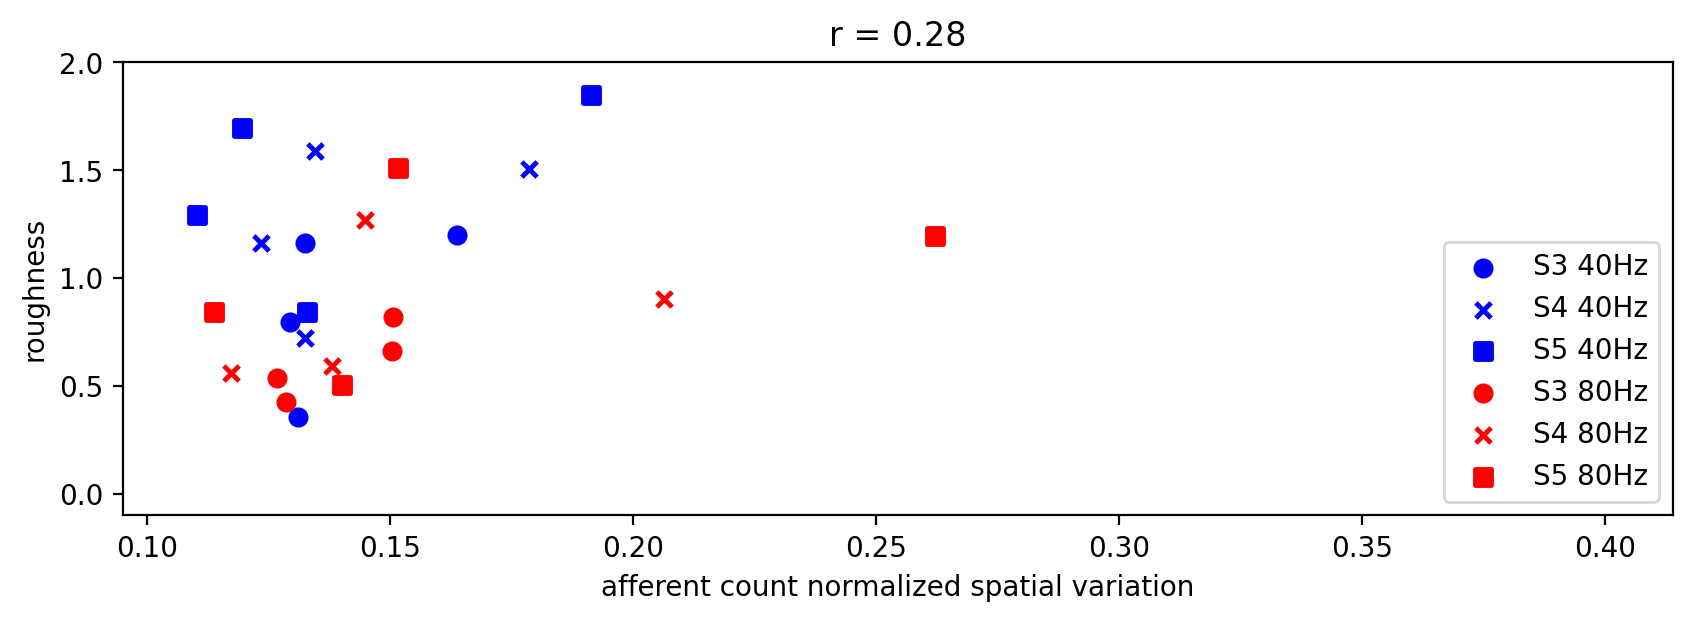 r = 0.28
2.0
1.5
1.0
0.5
0.0
roughness
S3 40Hz
S4 40Hz
S5 40Hz
S3 80Hz
S4 80Hz
S5 80Hz
0.10 0.15 0.20 0.25 0.30 0.35 0.40
afferent count normalized spatial variation